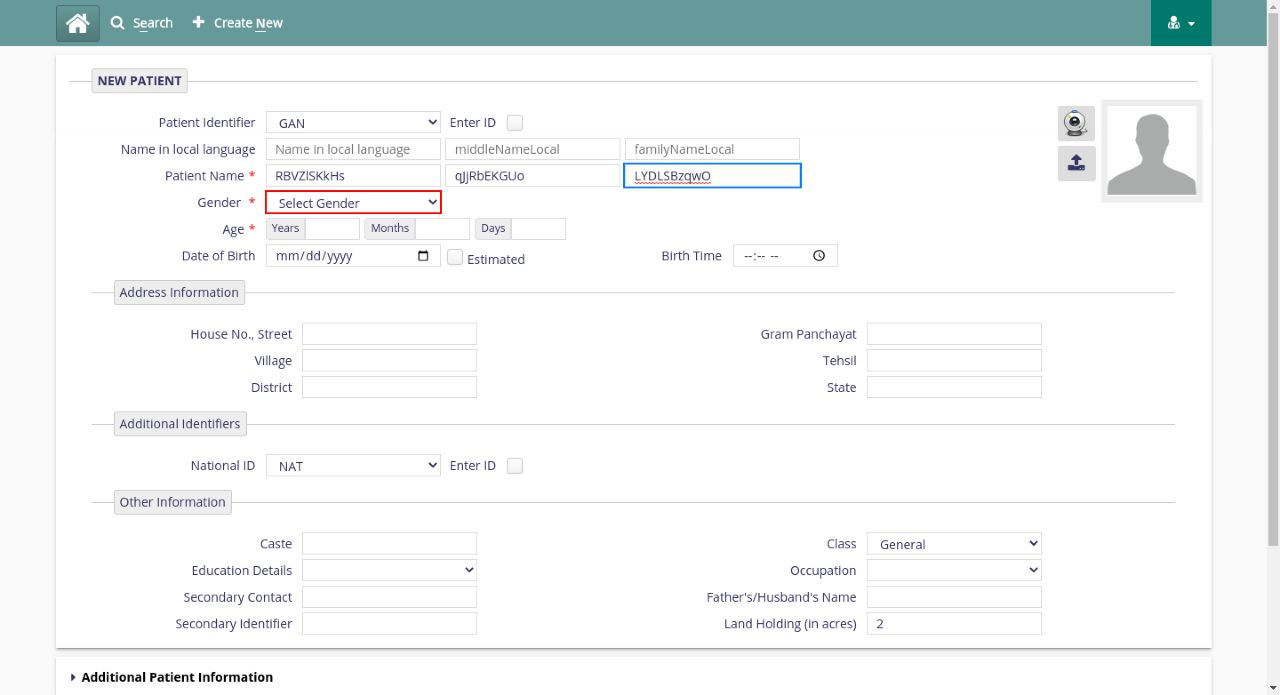 Search Create New
NEW PATIENT
Patient Identifier GAN Enter ID
Name in local language Name in local language middleNameLocal familyNameLocal
Patient Name * RBVZlSKkHs qJjRbEKGUo LYDLSBzqwO
Gender * Select Gender
Age * Years Months Days
Date of Birth mm/dd/yyyy Estimated Birth Time --:-- --
Address Information
House No., Street Gram Panchayat
Village Tehsil
District State
Additional Identifiers
National ID NAT Enter ID
Other Information
Caste Class General
Education Details Occupation
Secondary Contact Father's/Husband's Name
Secondary Identifier Land Holding (in acres) 2
Additional Patient Information